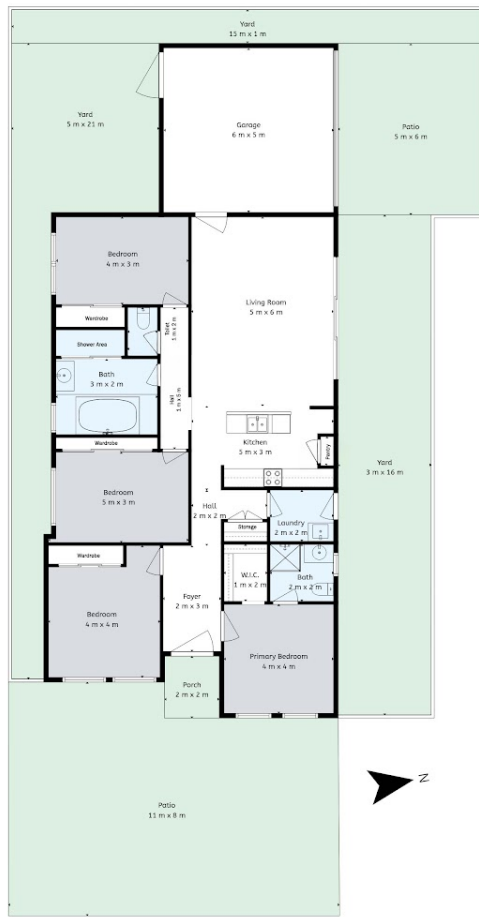 Yard
15 m x 1 m
Yard
5 m x 21 m
Garage
6 m x 5 m
Patio
5 m x 6 m
Bedroom
4 m x 3 m
Living Room
5 m x 6 m
Wardrobe
Toilet
1 m x 2 m
Shower Area
Bath
3 m x 2 m
Hall
1 m x 5 m
Kitchen
5 m x 3 m
Pantry
Wardrobe
Yard
3 m x 16 m
Bedroom
5 m x 3 m
Hall
2 m x 2 m
Storage
Laundry
2 m x 2 m
Wardrobe
W.I.C.
1 m x 2 m
Bath
2 m x 2 m
Foyer
2 m x 3 m
Bedroom
4 m x 4 m
Primary Bedroom
4 m x 4 m
Porch
2 m x 2 m
N
Patio
11 m x 8 m